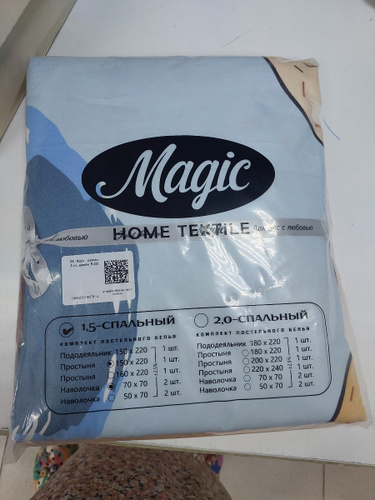 Magic
HOME TEXTILE
любовью
с любовью
1,5-СПАЛЬНЫЙ
КОМПЛЕКТ ПОСТЕЛЬНОГО БЕЛЬЯ
Пододеяльник 150 х 220 1 шт.
Простыня 150 х 220 1 шт.
Простыня 160 х 220 1 шт.
Наволочка 70 х 70 2 шт.
Наволочка 50 х 70 2 шт.
2,0-СПАЛЬНЫЙ
КОМПЛЕКТ ПОСТЕЛЬНОГО БЕЛЬЯ
Пододеяльник 180 х 220 1 шт.
Простыня 180 х 220 1 шт.
Простыня 200 х 220 1 шт.
Простыня 220 х 240 1 шт.
Наволочка 70 х 70 2 шт.
Наволочка 50 х 70 2 шт.